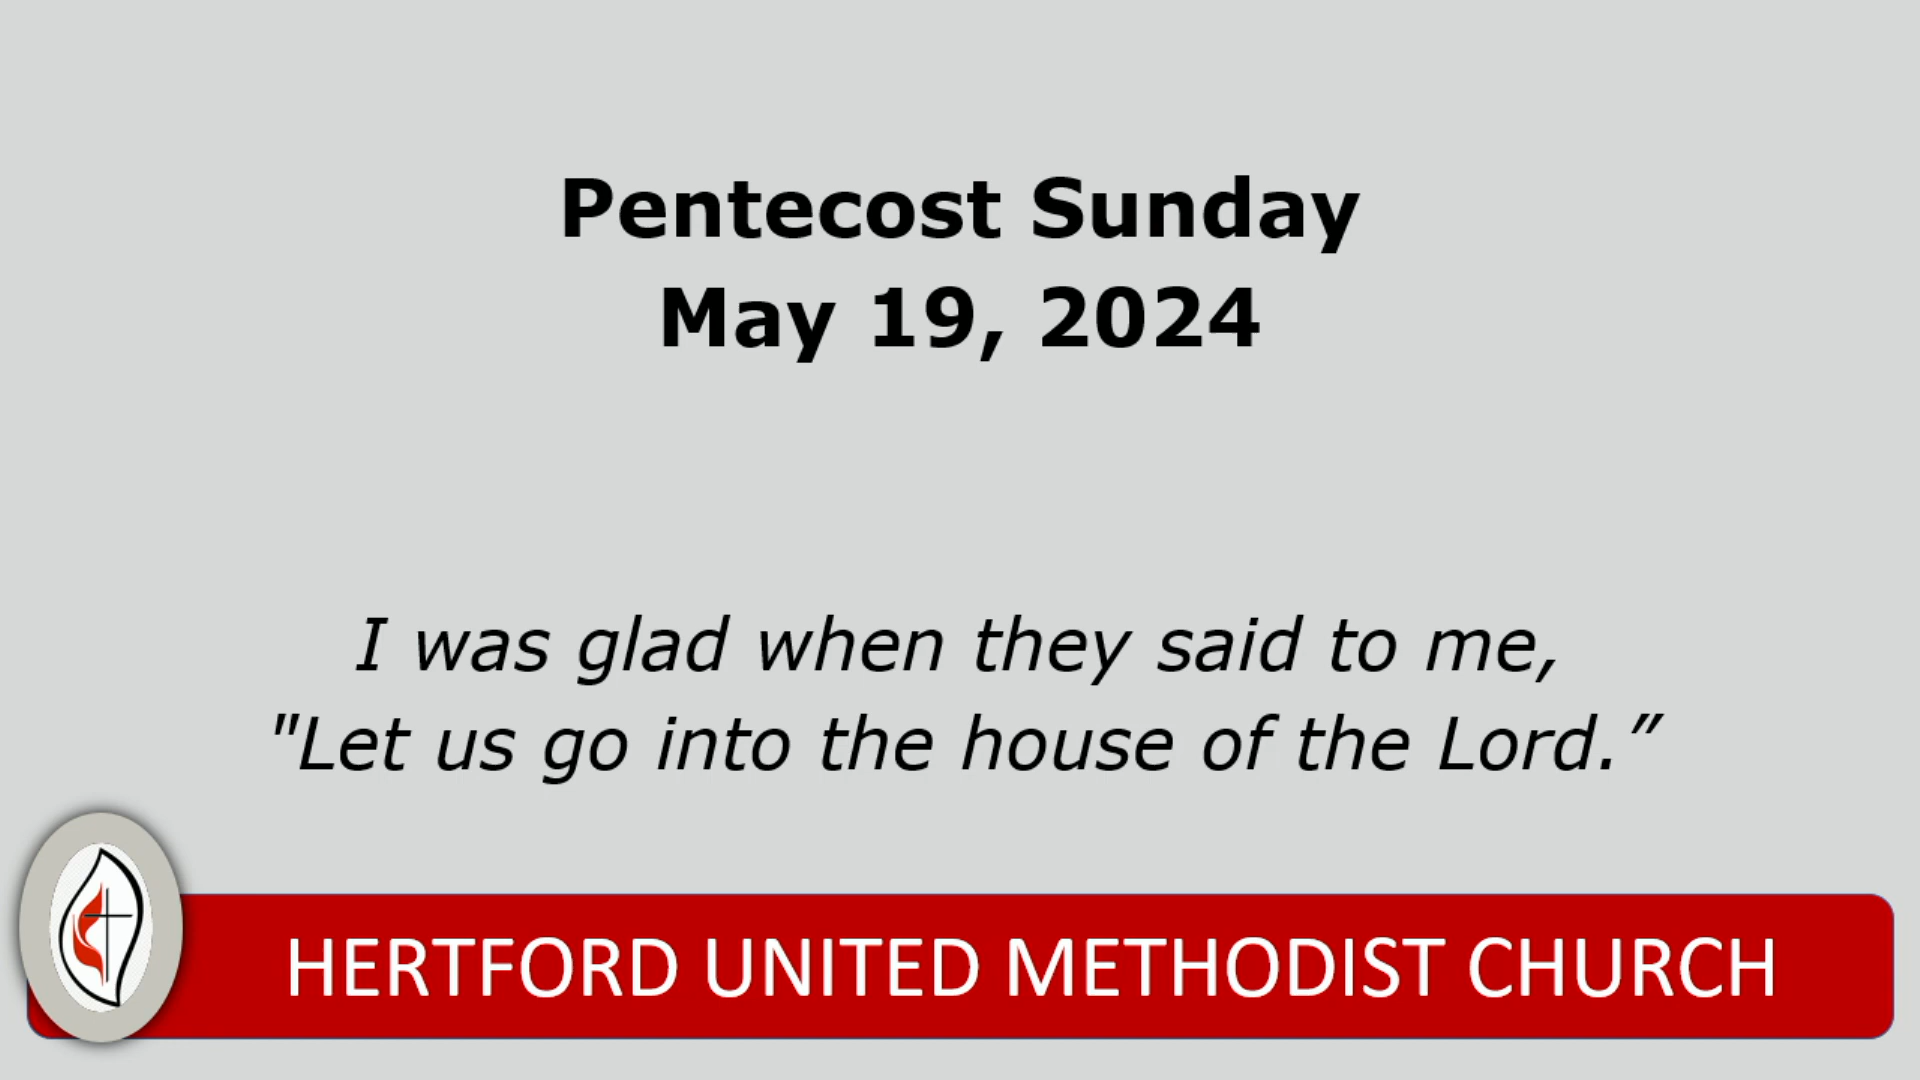 Pentecost Sunday
May 19, 2024
I was glad when they said to me,
"Let us go into the house of the Lord.”
HERTFORD UNITED METHODIST CHURCH